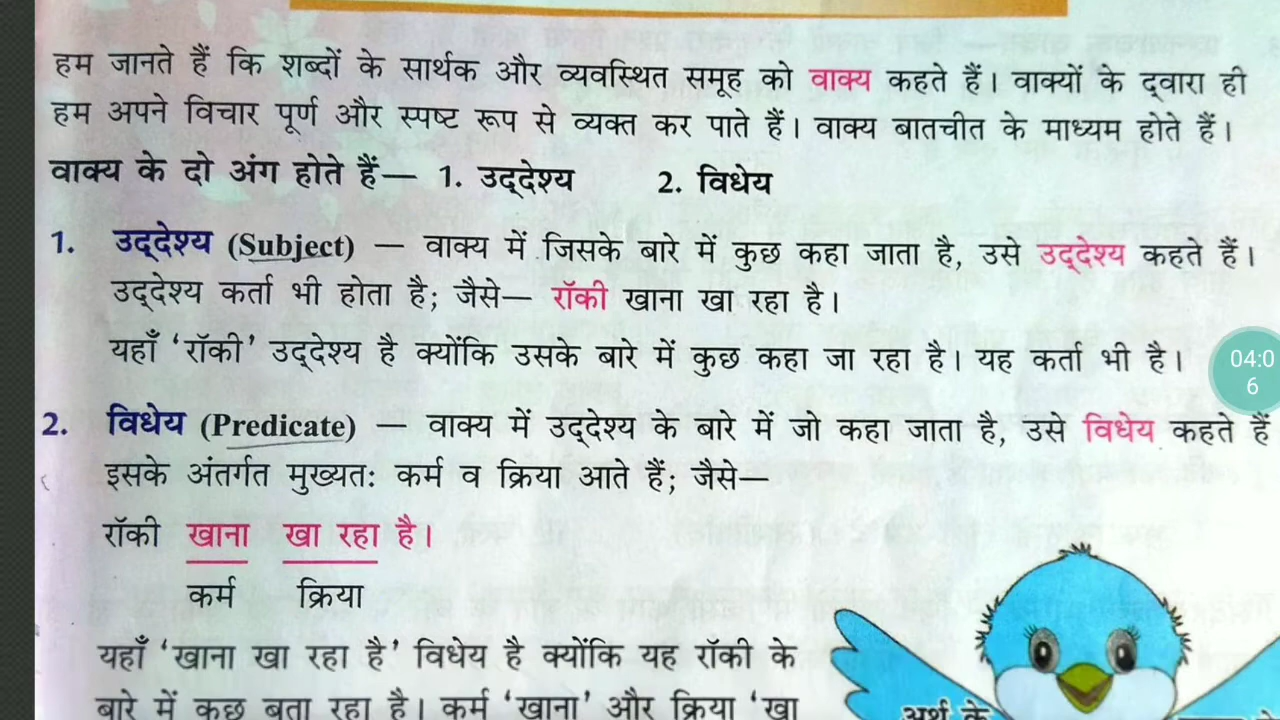 हम जानते हैं कि शब्दों के सार्थक और व्यवस्थित समूह को वाक्य कहते हैं। वाक्यों के द्‌वारा ही
हम अपने विचार पूर्ण और स्पष्ट रूप से व्यक्त कर पाते हैं। वाक्य बातचीत के माध्यम होते हैं।
वाक्य के दो अंग होते हैं— 1. उद्‌देश्य 2. विधेय
1. उद्‌देश्य (Subject) — वाक्य में जिसके बारे में कुछ कहा जाता है, उसे उद्‌देश्य कहते हैं।
उद्‌देश्य कर्ता भी होता है; जैसे— रॉकी खाना खा रहा है।
यहाँ ‘रॉकी’ उद्‌देश्य है क्योंकि उसके बारे में कुछ कहा जा रहा है। यह कर्ता भी है।
04:0
6
2. विधेय (Predicate) — वाक्य में उद्‌देश्य के बारे में जो कहा जाता है, उसे विधेय कहते हैं
इसके अंतर्गत मुख्यतः कर्म व क्रिया आते हैं; जैसे—
रॉकी खाना खा रहा है।
कर्म क्रिया
यहाँ ‘खाना खा रहा है’ विधेय है क्योंकि यह रॉकी के
बारे में कुछ बता रहा है। कर्म ‘खाना’ और क्रिया ‘खा
अर्थ के